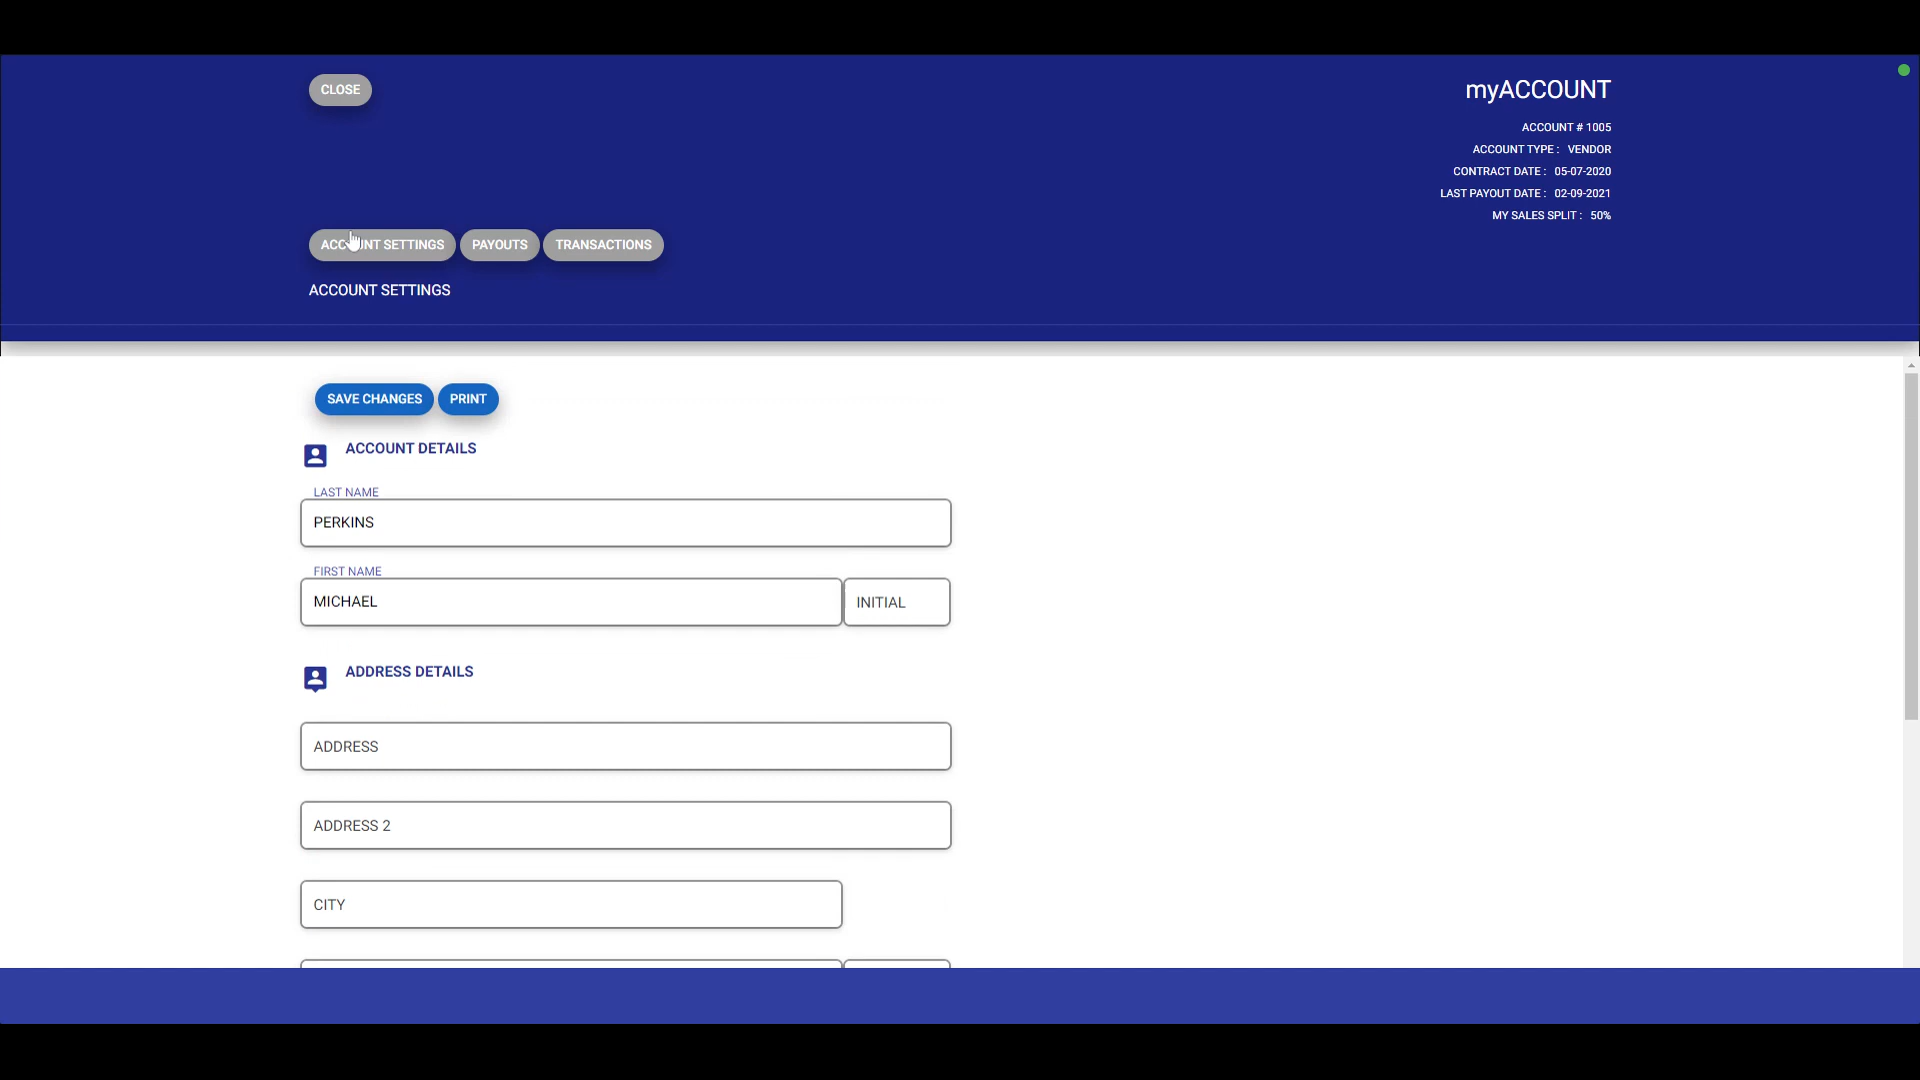 CLOSE
myACCOUNT
ACCOUNT # 1005
ACCOUNT TYPE : VENDOR
CONTRACT DATE : 05-07-2020
LAST PAYOUT DATE : 02-09-2021
MY SALES SPLIT : 50%
ACCOUNT SETTINGS PAYOUTS TRANSACTIONS
ACCOUNT SETTINGS
SAVE CHANGES PRINT
ACCOUNT DETAILS
LAST NAME
PERKINS
FIRST NAME
MICHAEL INITIAL
ADDRESS DETAILS
ADDRESS
ADDRESS 2
CITY